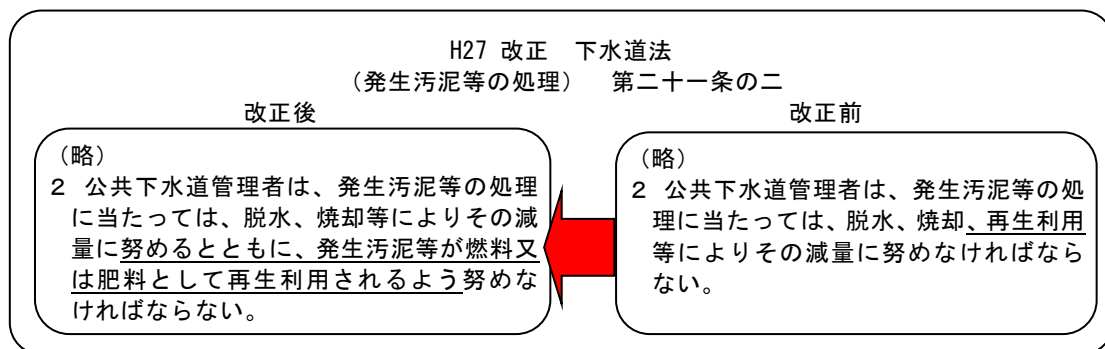 H27 改正 下水道法
（発生汚泥等の処理） 第二十一条の二
改正後
（略）
２ 公共下水道管理者は、発生汚泥等の処理
に当たっては、脱水、焼却等によりその減
量に努めるとともに、発生汚泥等が燃料又
は肥料として再生利用されるよう努めな
ければならない。
改正前
（略）
２ 公共下水道管理者は、発生汚泥等の処
理に当たっては、脱水、焼却、再生利用
等によりその減量に努めなければなら
ない。